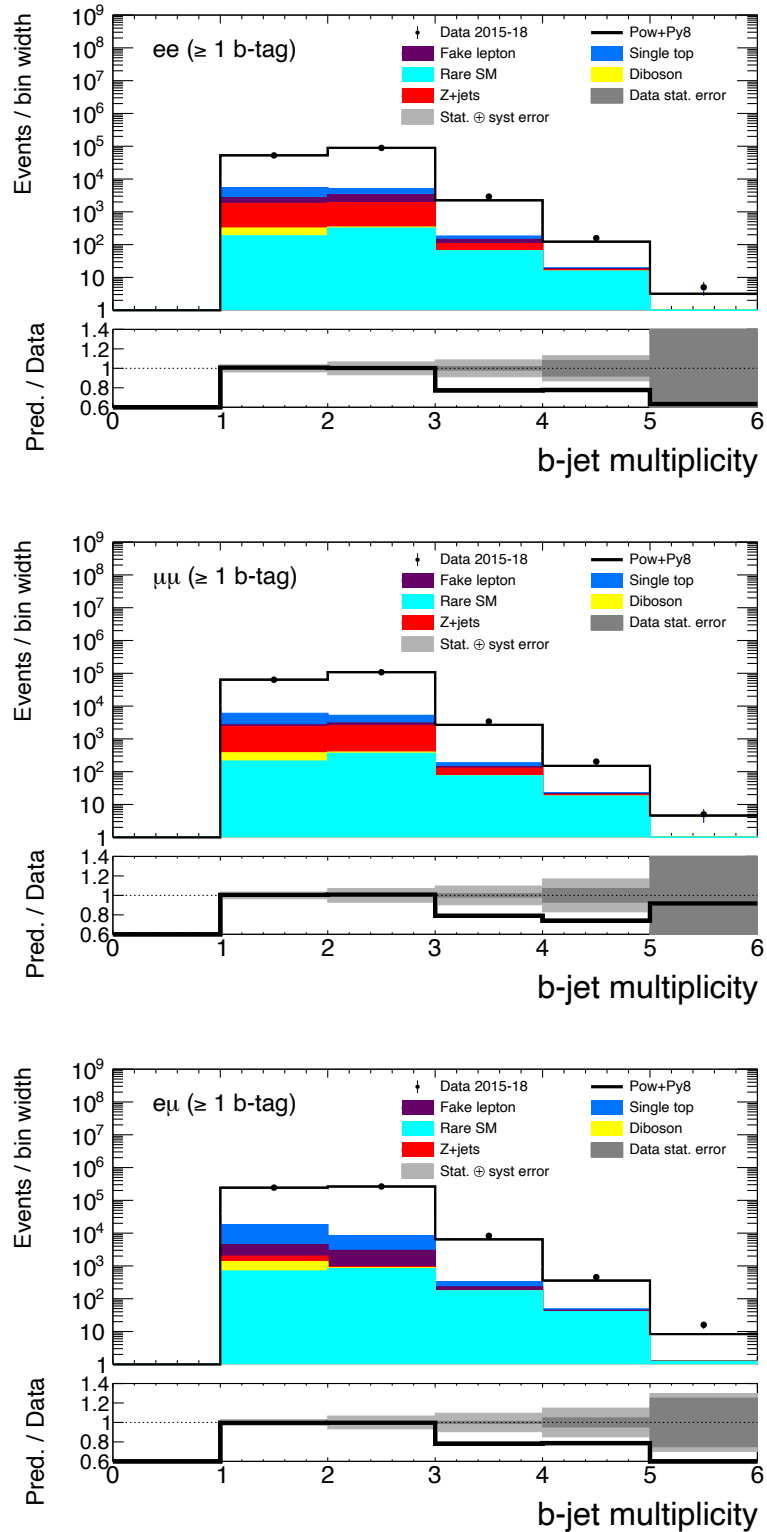 ee (≥ 1 b-tag)
Data 2015-18
Pow+Py8
Fake lepton
Single top
Rare SM
Diboson
Z+jets
Data stat. error
Stat. ⊕ syst error
Events / bin width
10⁹
10⁸
10⁷
10⁶
10⁵
10⁴
10³
10²
10
1
Pred. / Data
1.4
1.2
1
0.8
0.6
0 1 2 3 4 5 6
b-jet multiplicity
μμ (≥ 1 b-tag)
Data 2015-18
Pow+Py8
Fake lepton
Single top
Rare SM
Diboson
Z+jets
Data stat. error
Stat. ⊕ syst error
Events / bin width
10⁹
10⁸
10⁷
10⁶
10⁵
10⁴
10³
10²
10
1
Pred. / Data
1.4
1.2
1
0.8
0.6
0 1 2 3 4 5 6
b-jet multiplicity
eμ (≥ 1 b-tag)
Data 2015-18
Pow+Py8
Fake lepton
Single top
Rare SM
Diboson
Z+jets
Data stat. error
Stat. ⊕ syst error
Events / bin width
10⁹
10⁸
10⁷
10⁶
10⁵
10⁴
10³
10²
10
1
Pred. / Data
1.4
1.2
1
0.8
0.6
0 1 2 3 4 5 6
b-jet multiplicity